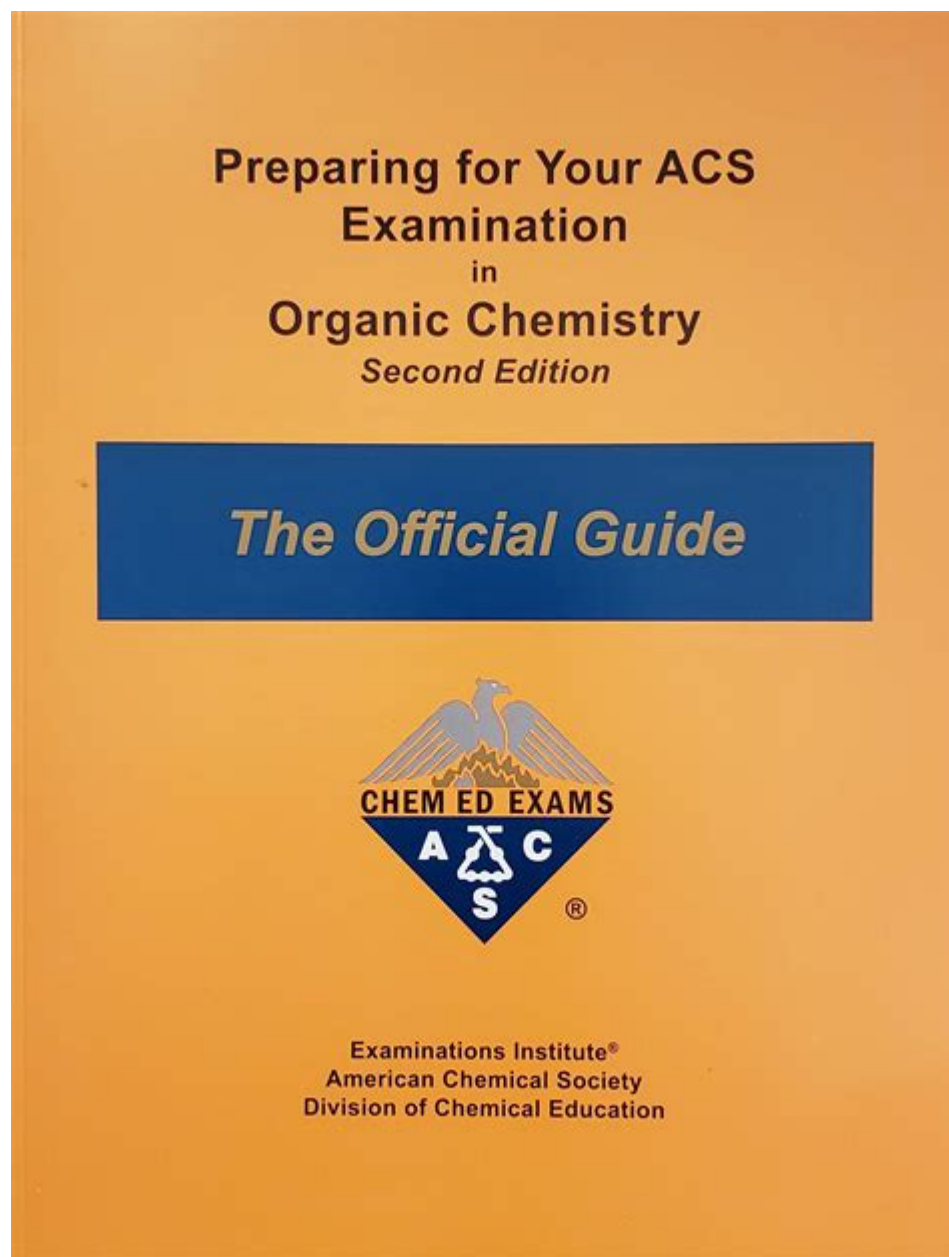 Preparing for Your ACS
Examination
in
Organic Chemistry
Second Edition
The Official Guide
CHEM ED EXAMS
A C
S
®
Examinations Institute®
American Chemical Society
Division of Chemical Education